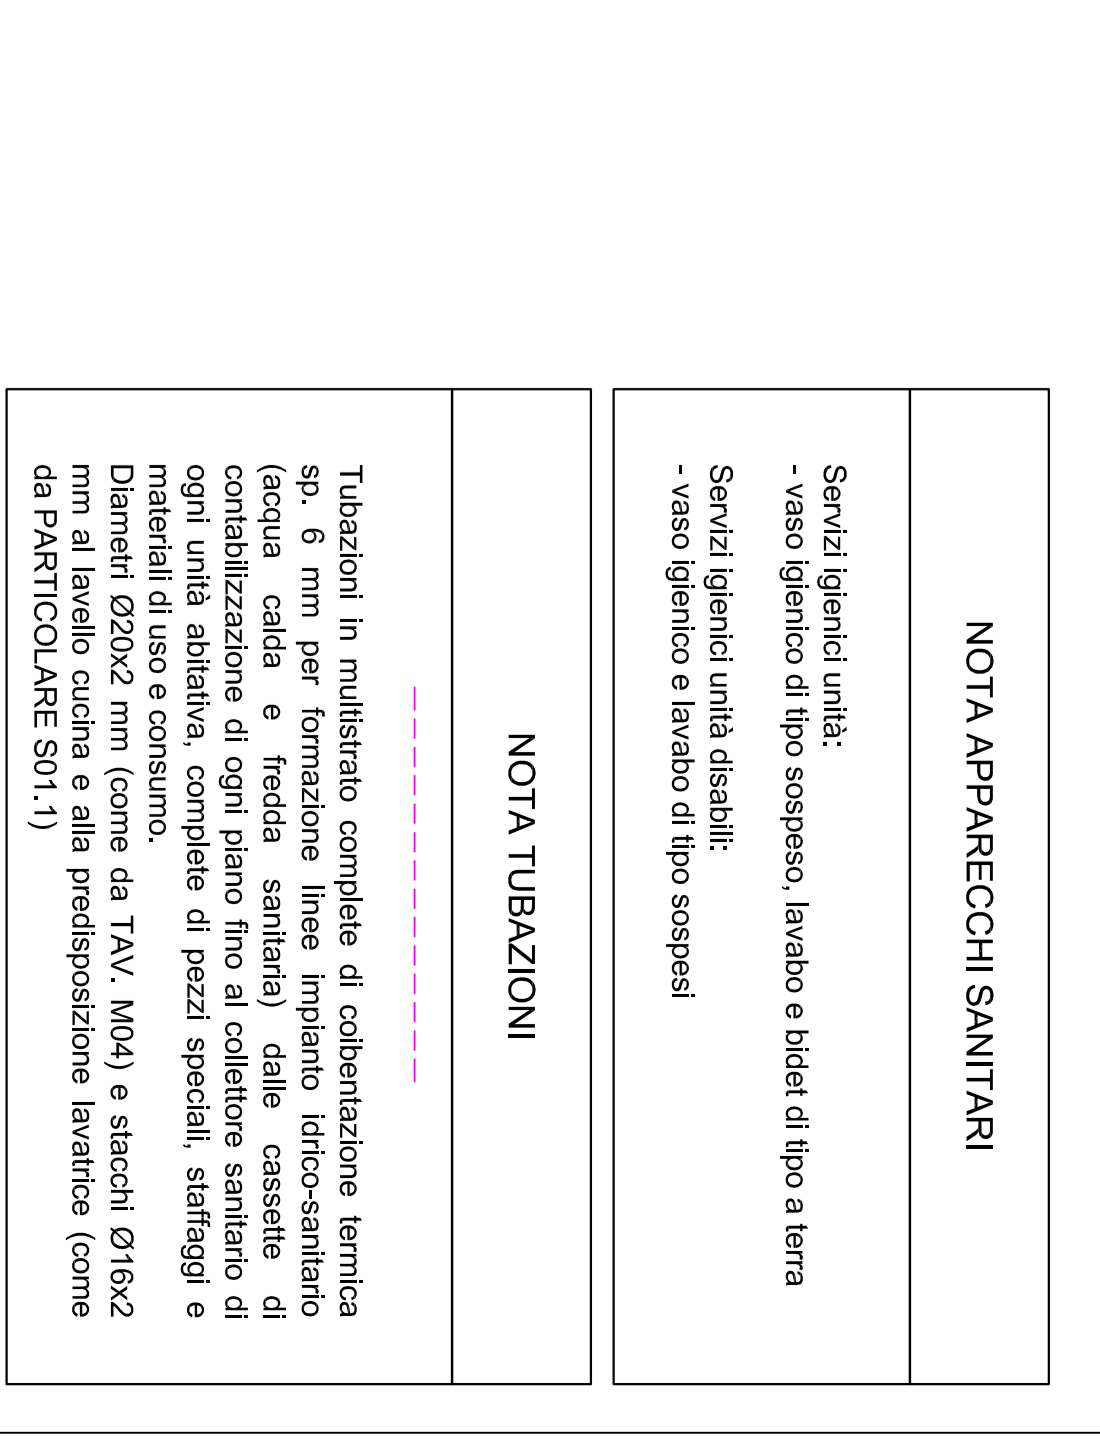 NOTA APPARECCHI SANITARI
Servizi igienici unità:
- vaso igienico di tipo sospeso, lavabo e bidet di tipo a terra
Servizi igienici unità disabili:
- vaso igienico e lavabo di tipo sospesi
NOTA TUBAZIONI
Tubazioni in multistrato complete di coibentazione termica
sp. 6 mm per formazione linee impianto idrico-sanitario
(acqua calda e fredda sanitaria) dalle cassette di
contabilizzazione di ogni piano fino al collettore sanitario di
ogni unità abitativa, complete di pezzi speciali, staffaggi e
materiali di uso e consumo.
Diametri Ø20x2 mm (come da TAV. M04) e stacchi Ø16x2
mm al lavello cucina e alla predisposizione lavatrice (come
da PARTICOLARE S01.1)